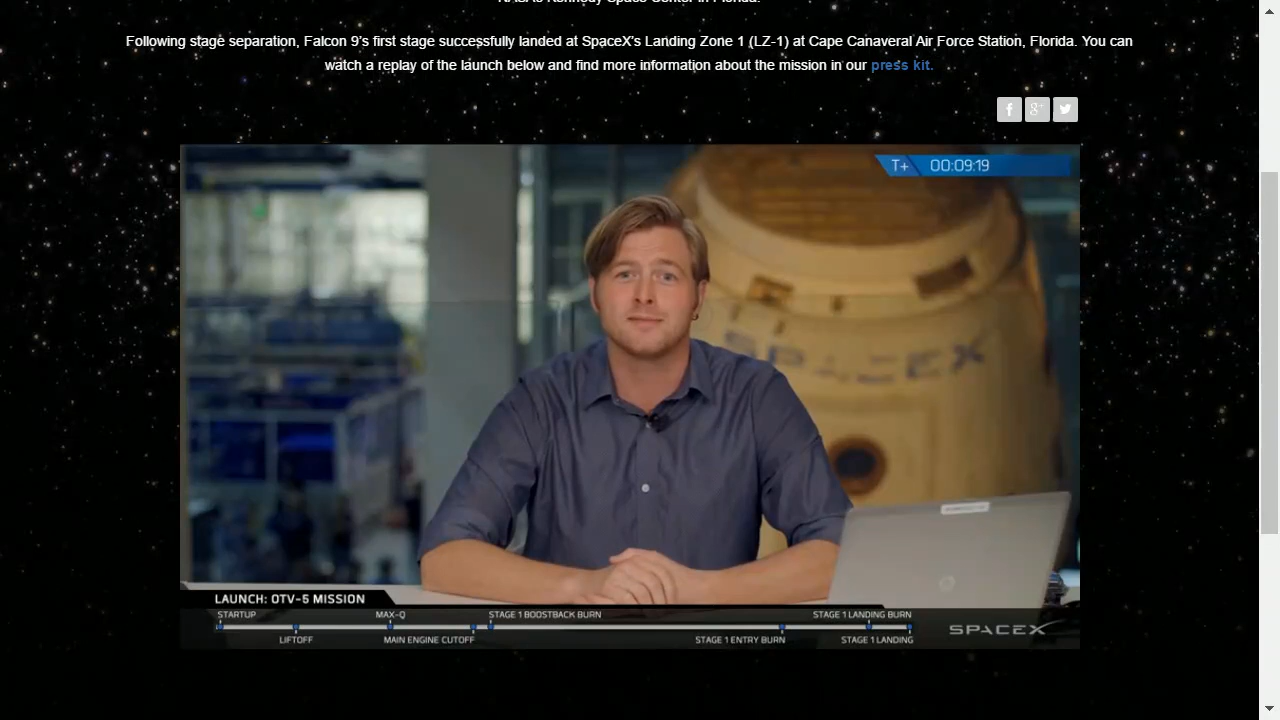 Following stage separation, Falcon 9's first stage successfully landed at SpaceX's Landing Zone 1 (LZ-1) at Cape Canaveral Air Force Station, Florida. You can
watch a replay of the launch below and find more information about the mission in our press kit.
f g+
T+ 00:09:19
SPACEX
LAUNCH: OTV-5 MISSION
STARTUP MAX-Q STAGE 1 BOOSTBACK BURN STAGE 1 LANDING BURN
LIFTOFF MAIN ENGINE CUTOFF STAGE 1 ENTRY BURN STAGE 1 LANDING
SPACEX